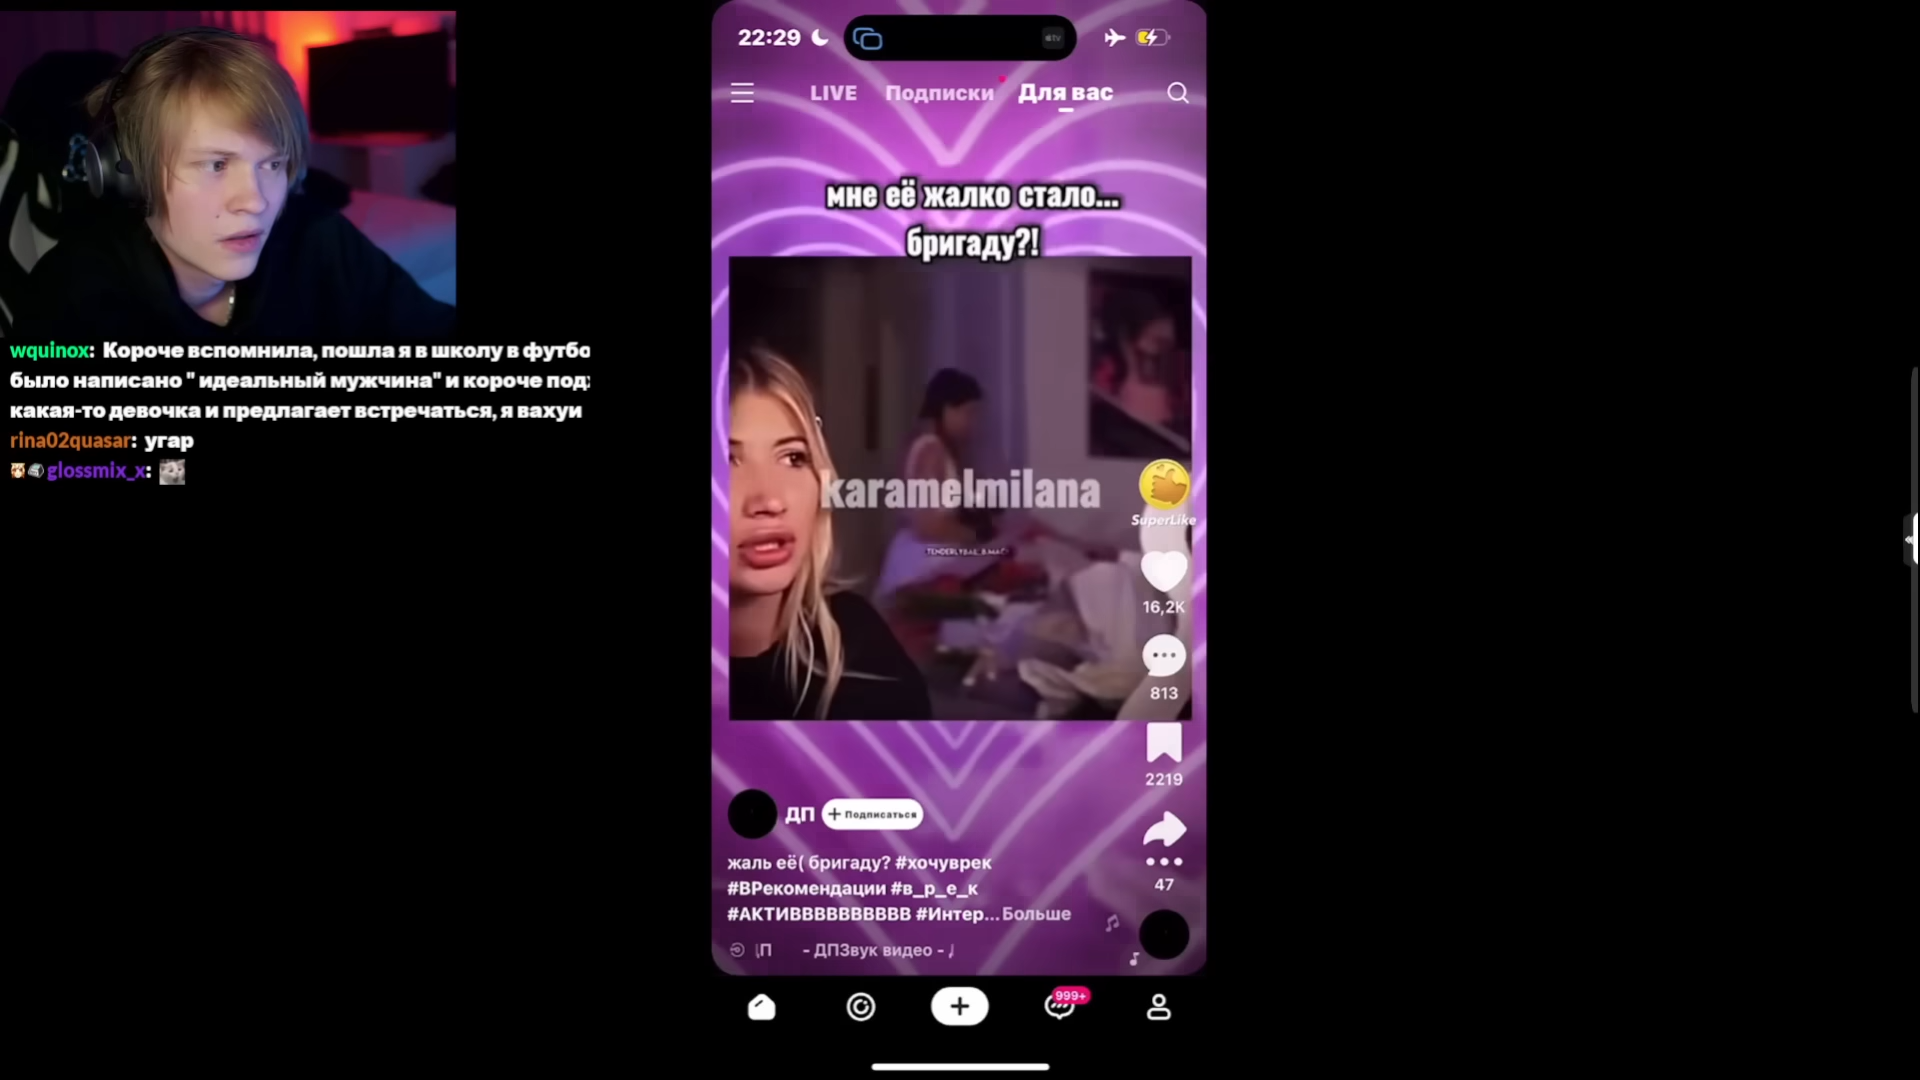 wquinox: Короче вспомнила, пошла я в школу в футбо
было написано " идеальный мужчина" и короче под
какая-то девочка и предлагает встречаться, я вахуи
rina02quasar: угар
glossmix_x:
22:29
LIVE Подписки Для вас
мне её жалко стало...
бригаду?!
karamelmilana
SuperLike
16,2K
813
2219
ДП + Подписаться
жаль её( бригаду? #хочуврек
#ВРекомендации #в_р_е_к
#АКТИВВВВВВВВВВ #Интер... Больше
47
- ДПЗвук видео -
999+